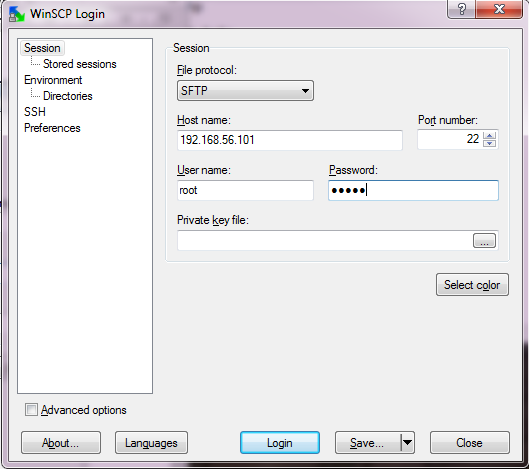 WinSCP Login
?
Session
Stored sessions
Environment
Directories
SSH
Preferences
Session
File protocol:
SFTP
Host name:
Port number:
192.168.56.101
22
User name:
Password:
root
●●●●●
Private key file:
...
Select color
Advanced options
About...
Languages
Login
Save...
Close